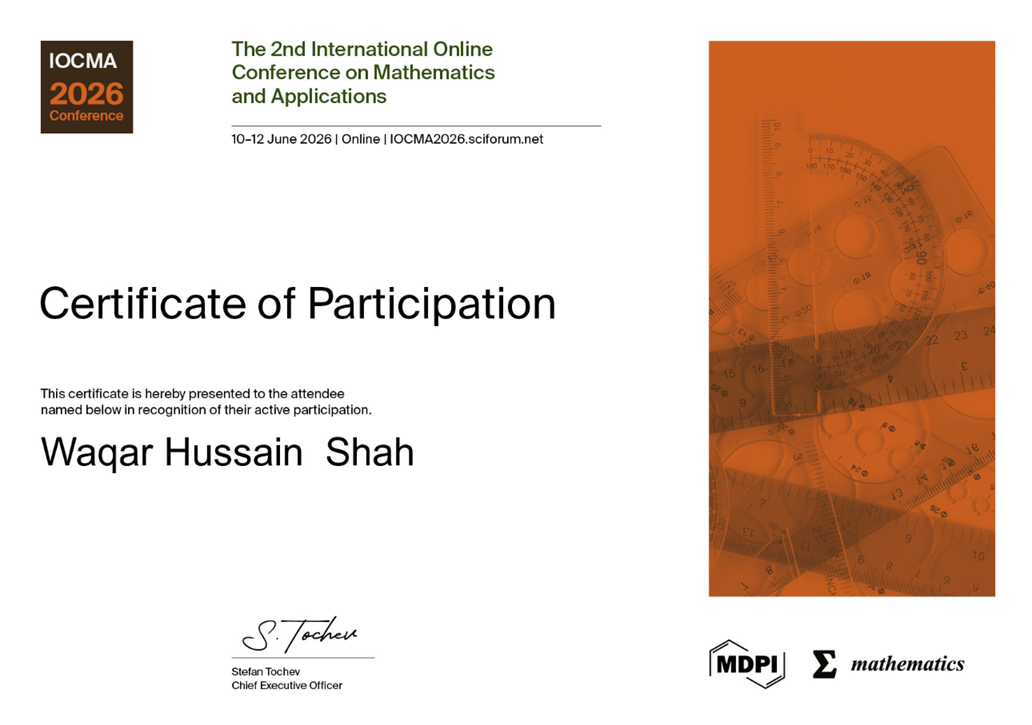 IOCMA
2026
Conference
The 2nd International Online
Conference on Mathematics
and Applications
10–12 June 2026 | Online | IOCMA2026.sciforum.net
Certificate of Participation
This certificate is hereby presented to the attendee
named below in recognition of their active participation.
Waqar Hussain  Shah
S. Tochev
Stefan Tochev
Chief Executive Officer
MDPI
Σ mathematics